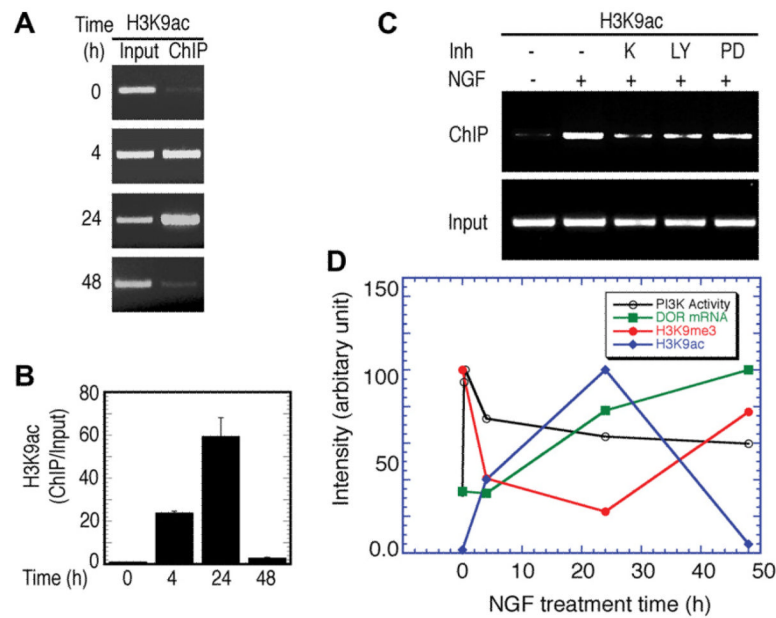 A
Time H3K9ac
(h) Input ChIP
0
4
24
48
B
H3K9ac
(ChIP/Input)
80
60
40
20
0
Time (h) 0 4 24 48
C
H3K9ac
Inh - - K LY PD
NGF - + + + +
ChIP
Input
D
Intensity (arbitary unit)
150
100
50
0.0
PI3K Activity
DOR mRNA
H3K9me3
H3K9ac
0 10 20 30 40 50
NGF treatment time (h)